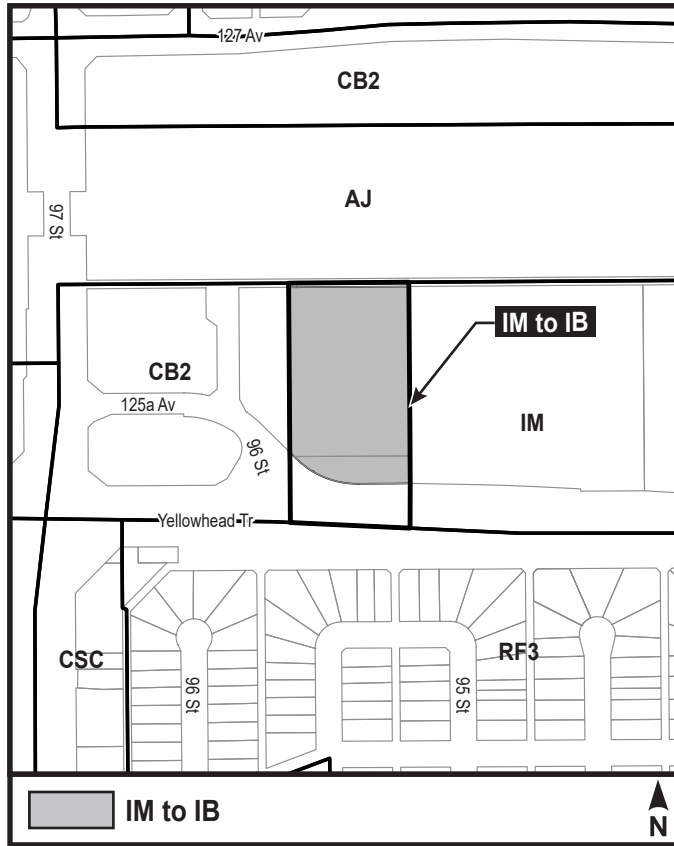 127 Av
CB2
AJ
97 St
IM to IB
CB2
125a Av
IM
96 St
Yellowhead Tr
CSC
RF3
96 St
95 St
IM to IB
N